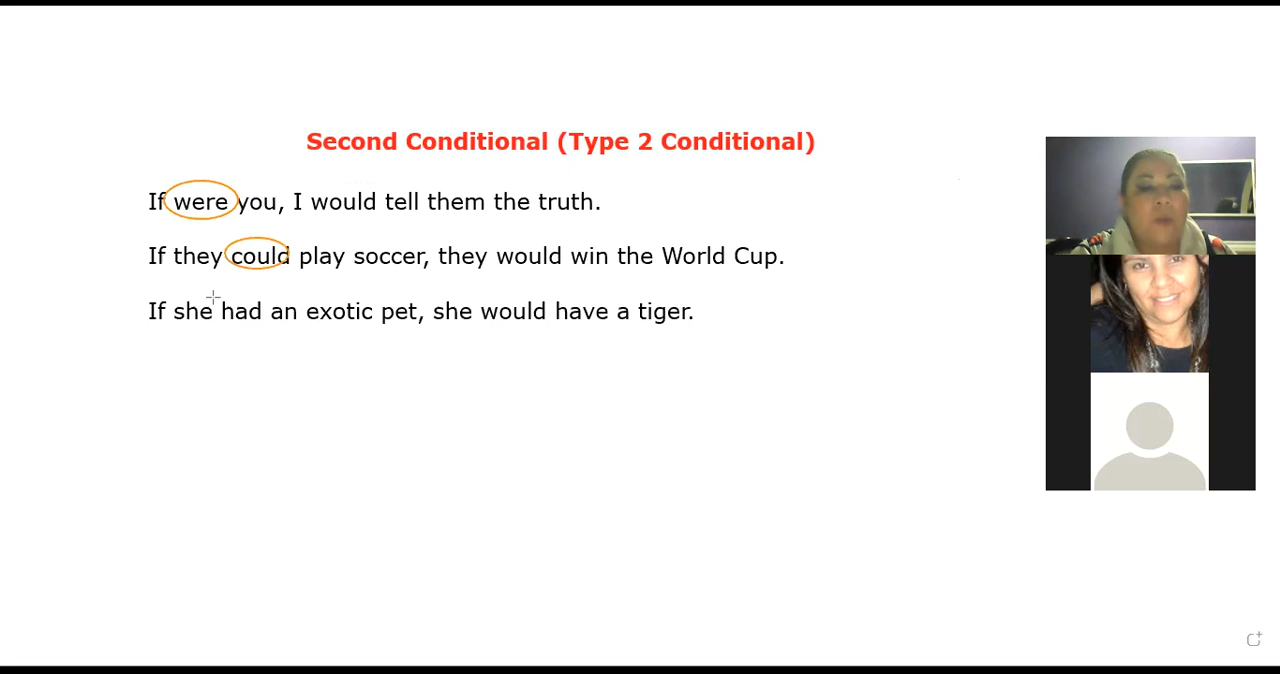 Second Conditional (Type 2 Conditional)
If were you, I would tell them the truth.
If they could play soccer, they would win the World Cup.
If she had an exotic pet, she would have a tiger.